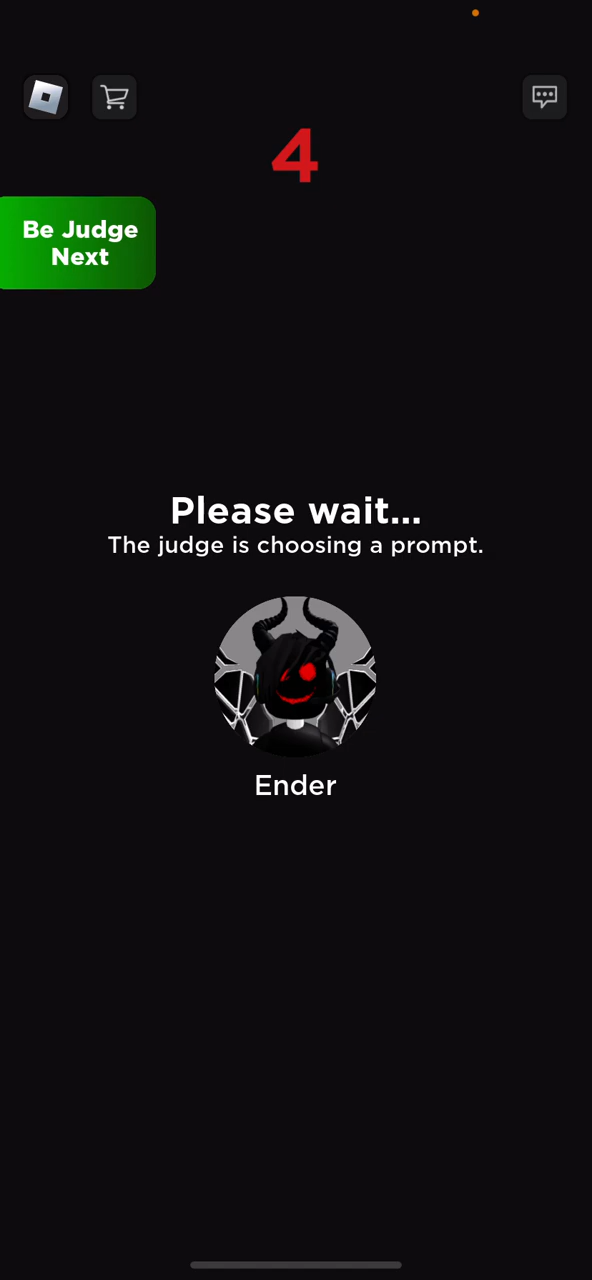 4
Be Judge
Next
Please wait...
The judge is choosing a prompt.
Ender